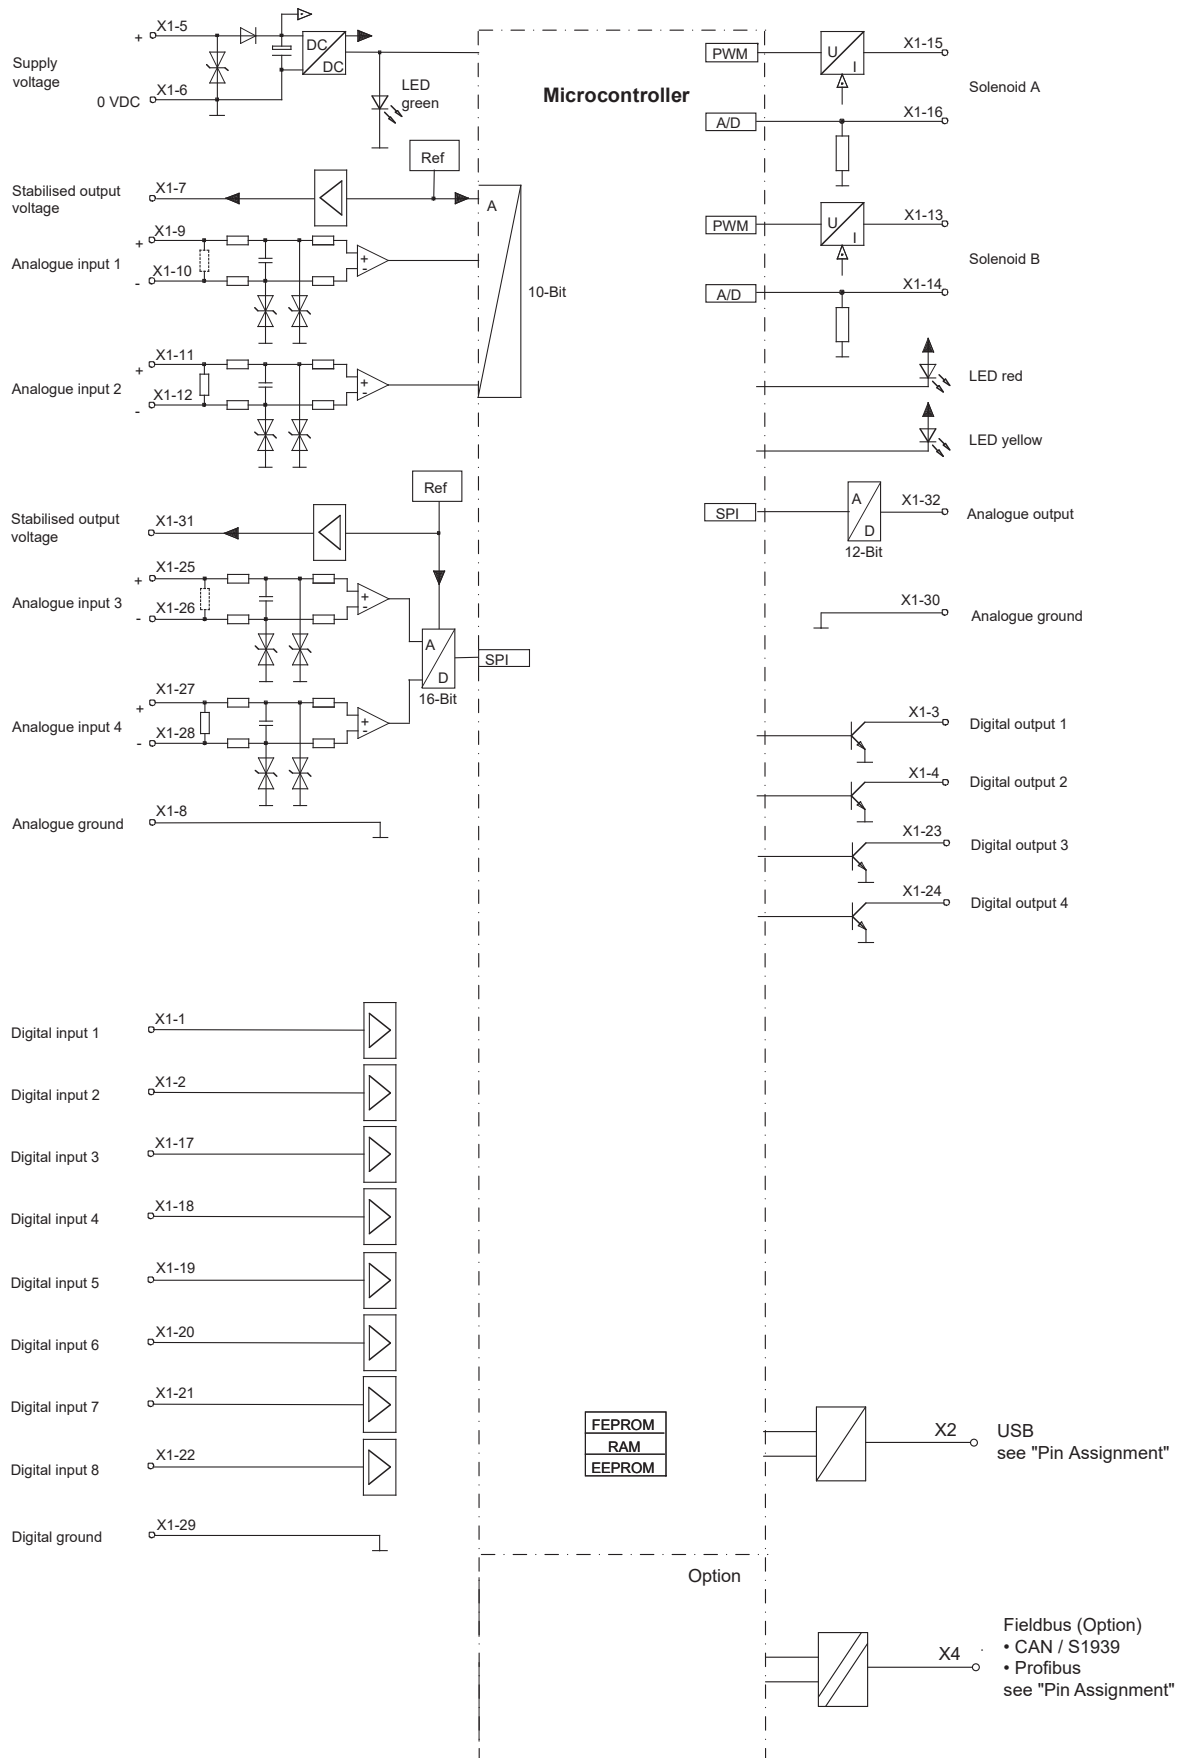 Supply
voltage
+
X1-5
0 VDC
X1-6
DC
DC
LED
green
Microcontroller
PWM
U
I
X1-15
Solenoid A
A/D
X1-16
Ref
Stabilised output
voltage
X1-7
A
10-Bit
Analogue input 1
+
X1-9
-
X1-10
+
-
PWM
U
I
X1-13
Solenoid B
A/D
X1-14
Analogue input 2
+
X1-11
-
X1-12
+
-
LED red
LED yellow
Ref
Stabilised output
voltage
X1-31
SPI
A
D
12-Bit
X1-32
Analogue output
Analogue input 3
+
X1-25
-
X1-26
+
-
X1-30
Analogue ground
A
D
16-Bit
SPI
Analogue input 4
+
X1-27
-
X1-28
+
-
Analogue ground
X1-8
X1-3
Digital output 1
X1-4
Digital output 2
X1-23
Digital output 3
X1-24
Digital output 4
Digital input 1
X1-1
Digital input 2
X1-2
Digital input 3
X1-17
Digital input 4
X1-18
Digital input 5
X1-19
Digital input 6
X1-20
Digital input 7
X1-21
Digital input 8
X1-22
Digital ground
X1-29
FEPROM
RAM
EEPROM
X2
USB
see "Pin Assignment"
Option
X4
Fieldbus (Option)
• CAN / S1939
• Profibus
see "Pin Assignment"